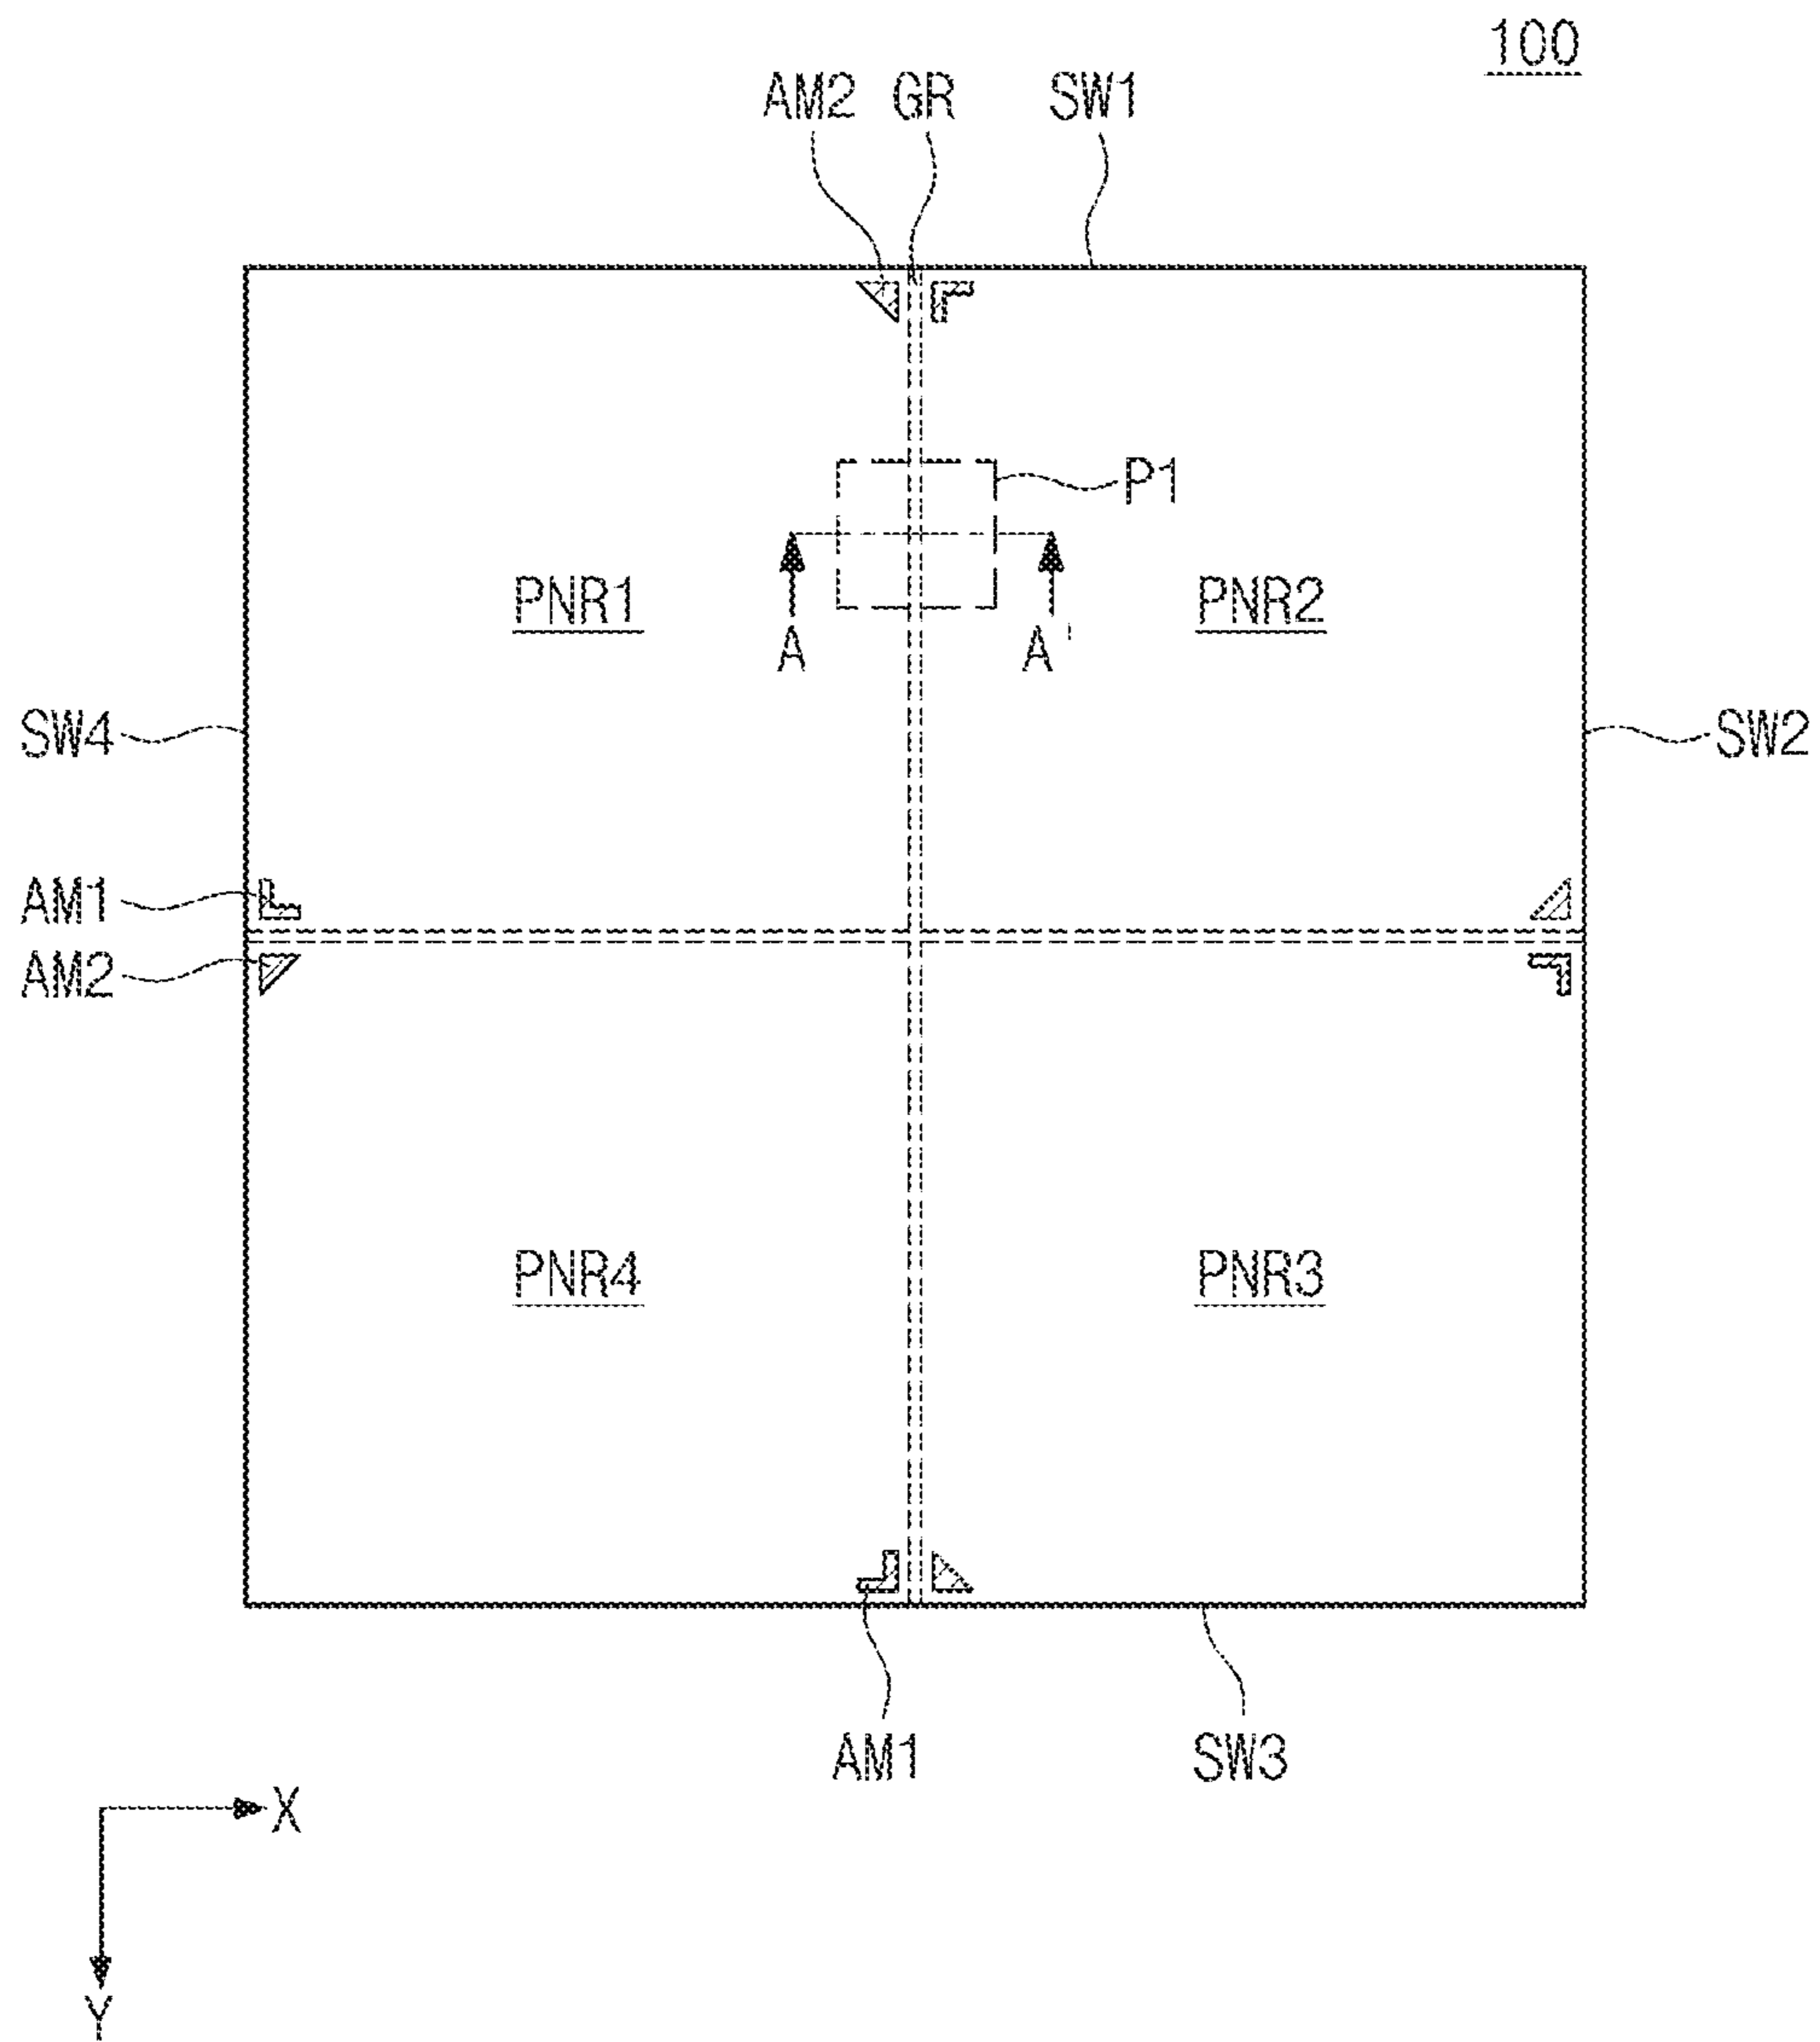 100
AM2 GR SW1
P1
PNR1 PNR2
A A'
SW4 SW2
AM1
AM2
PNR4 PNR3
AM1 SW3
X
Y